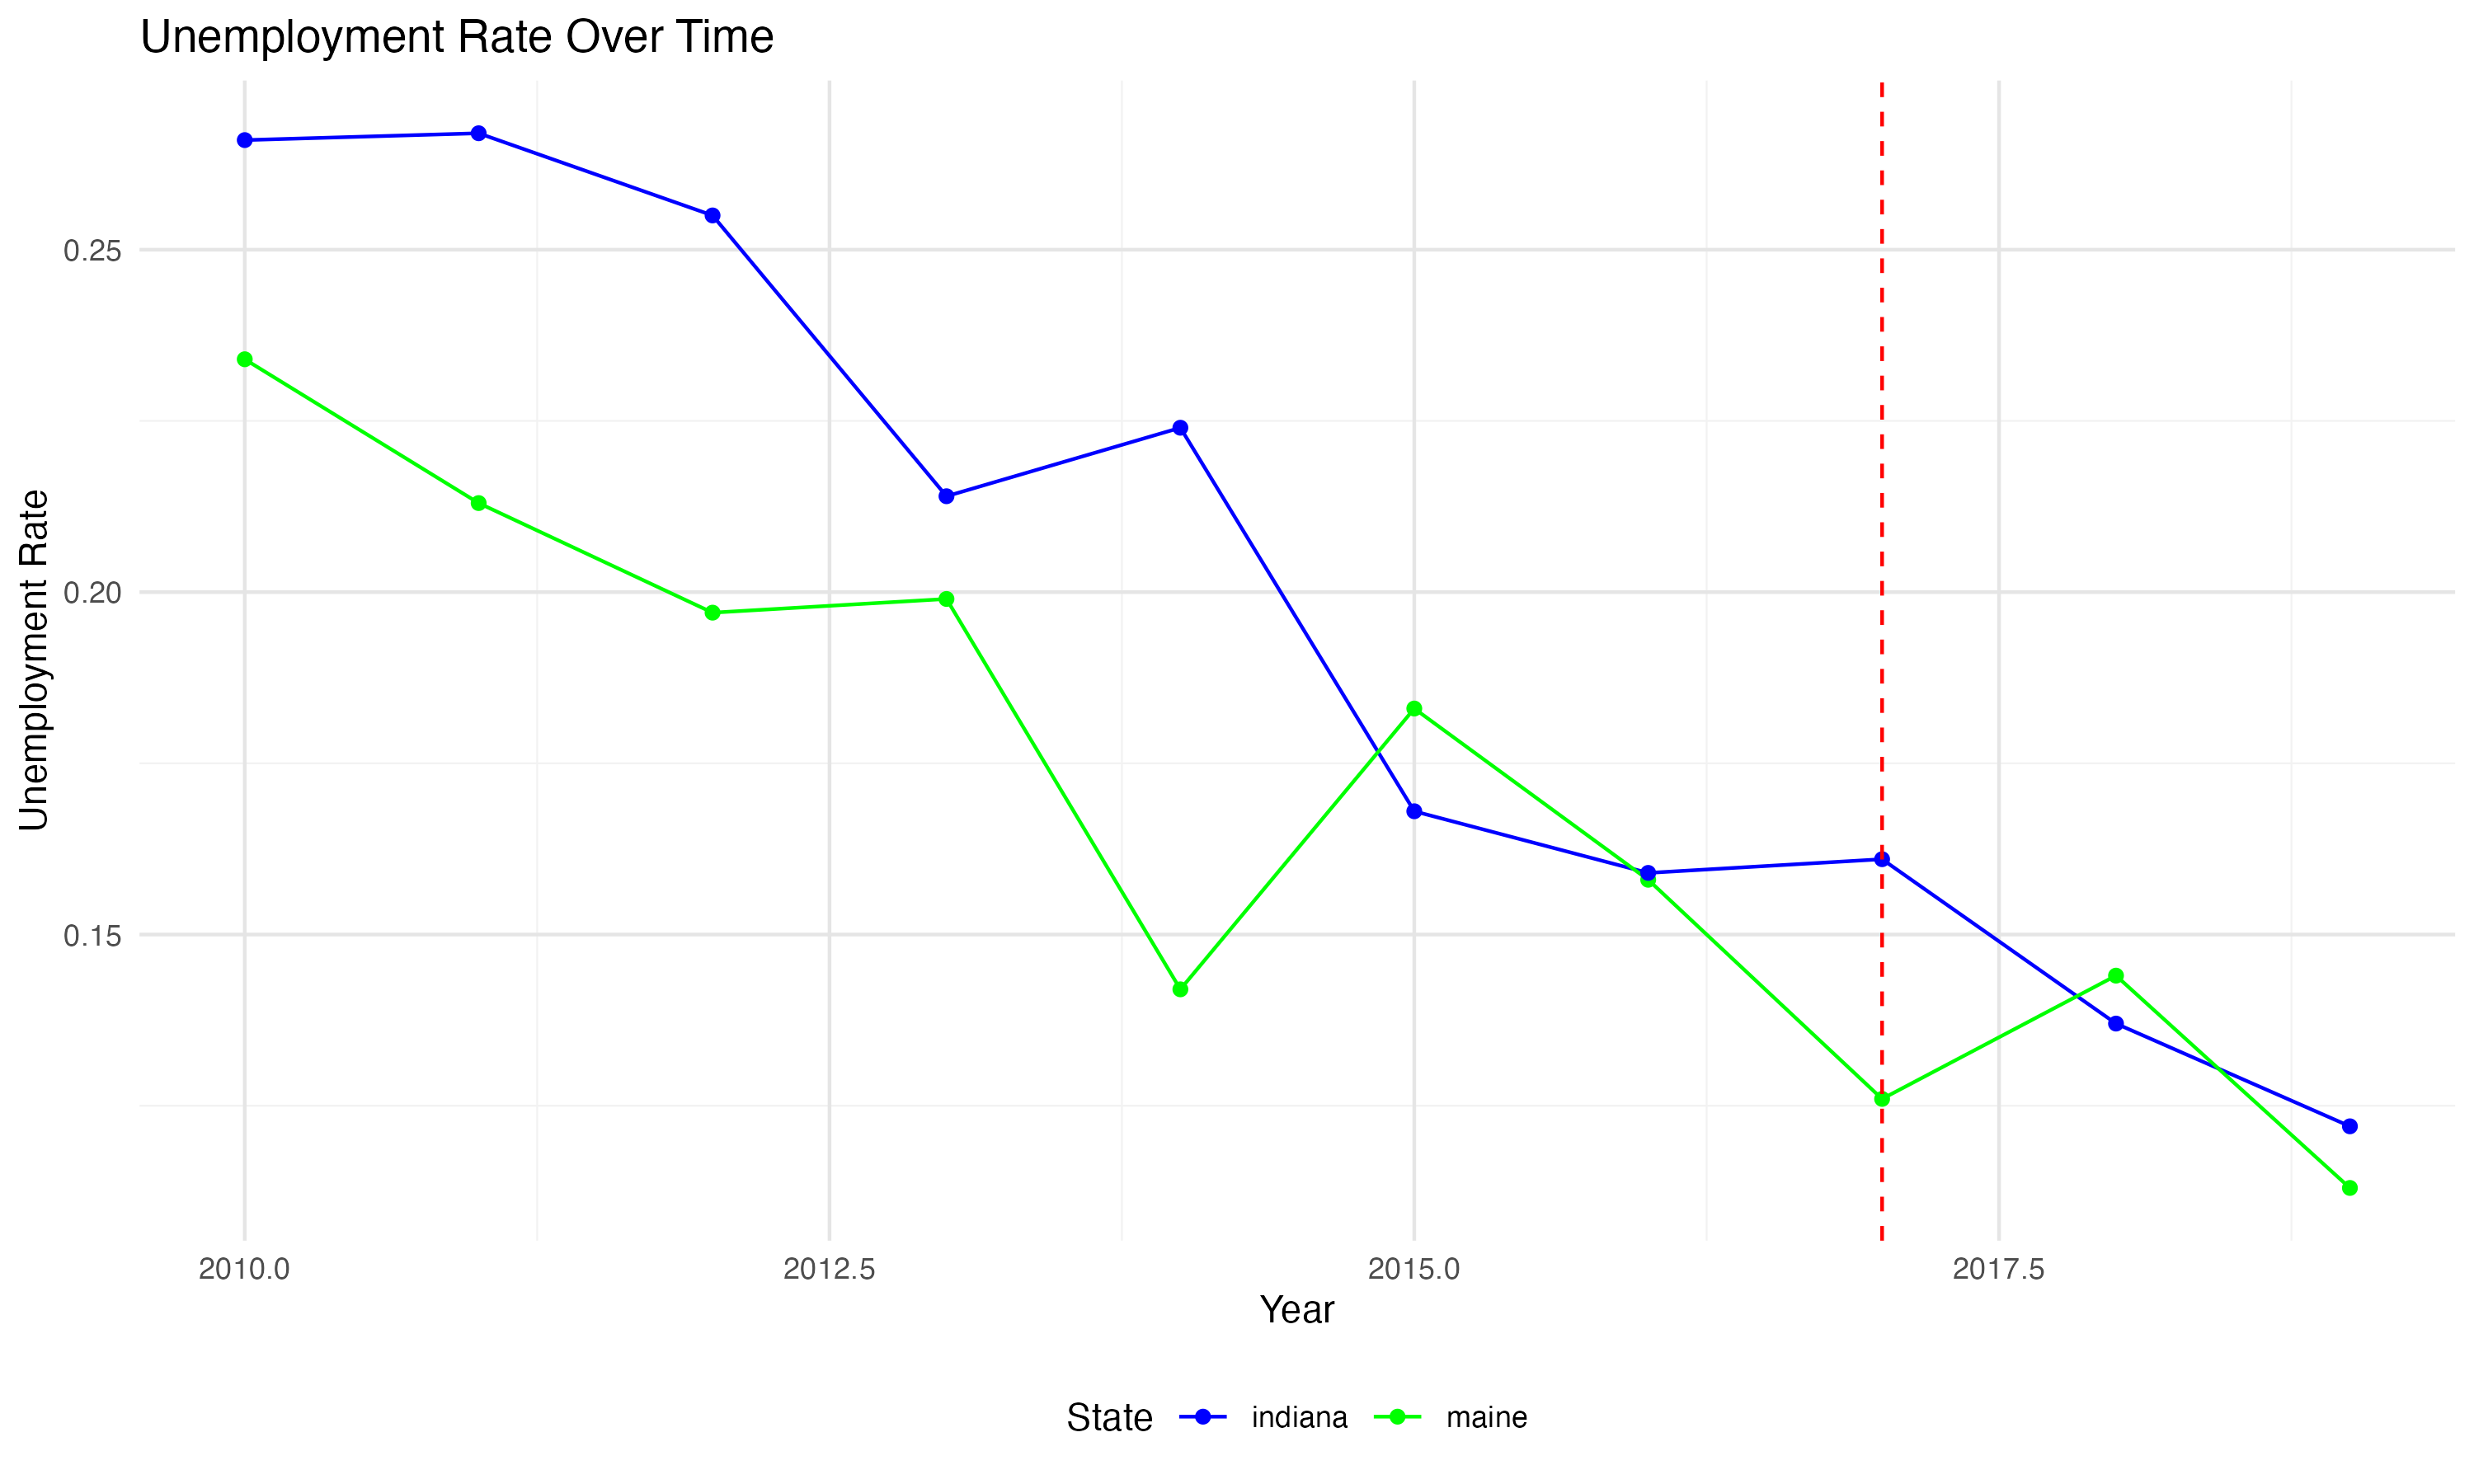 Unemployment Rate Over Time
Unemployment Rate
0.25
0.20
0.15
2010.0 2012.5 2015.0 2017.5
Year
State indiana maine